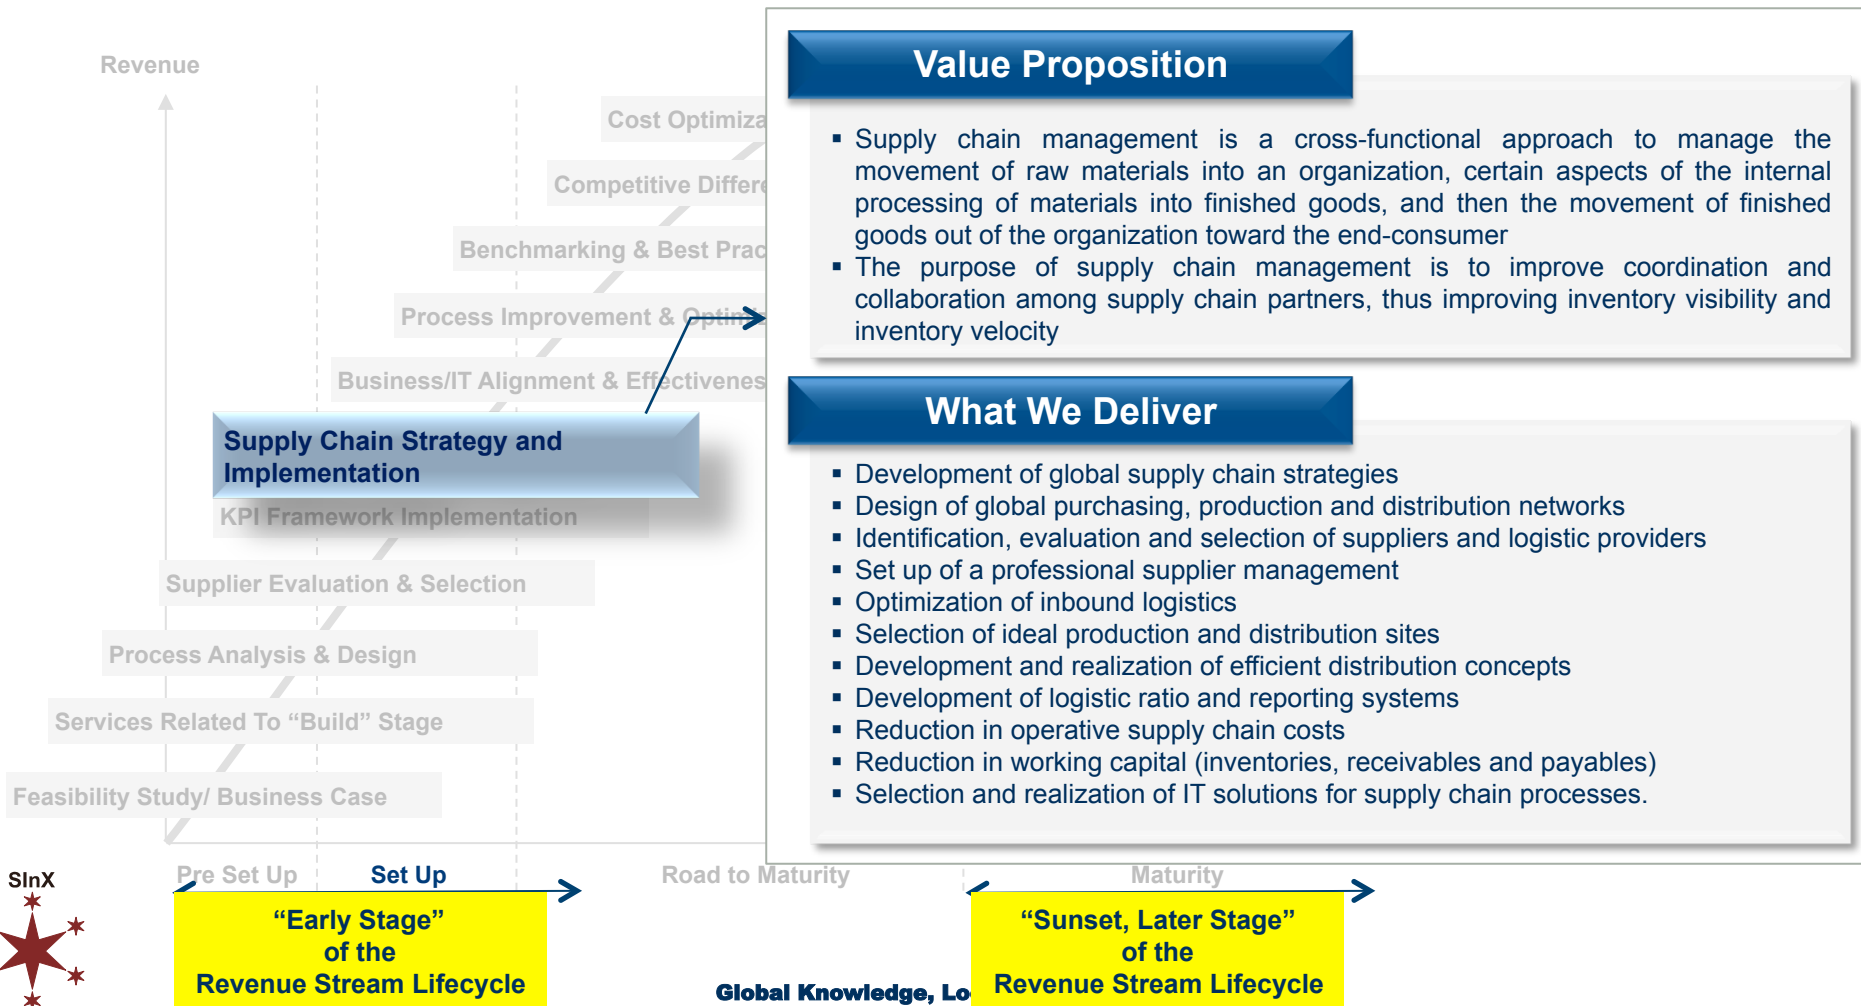 Revenue
Cost Optimiza
Competitive Differe
Benchmarking & Best Prac
Process Improvement & Optimiz
Business/IT Alignment & Effectivenes
Supply Chain Strategy and
Implementation
KPI Framework Implementation
Supplier Evaluation & Selection
Process Analysis & Design
Services Related To “Build” Stage
Feasibility Study/ Business Case
Value Proposition
▪ Supply chain management is a cross-functional approach to manage the
movement of raw materials into an organization, certain aspects of the internal
processing of materials into finished goods, and then the movement of finished
goods out of the organization toward the end-consumer
▪ The purpose of supply chain management is to improve coordination and
collaboration among supply chain partners, thus improving inventory visibility and
inventory velocity
What We Deliver
▪ Development of global supply chain strategies
▪ Design of global purchasing, production and distribution networks
▪ Identification, evaluation and selection of suppliers and logistic providers
▪ Set up of a professional supplier management
▪ Optimization of inbound logistics
▪ Selection of ideal production and distribution sites
▪ Development and realization of efficient distribution concepts
▪ Development of logistic ratio and reporting systems
▪ Reduction in operative supply chain costs
▪ Reduction in working capital (inventories, receivables and payables)
▪ Selection and realization of IT solutions for supply chain processes.
Pre Set Up
Set Up
Road to Maturity
Maturity
SInX
“Early Stage”
of the
Revenue Stream Lifecycle
“Sunset, Later Stage”
of the
Revenue Stream Lifecycle
Global Knowledge, Lo